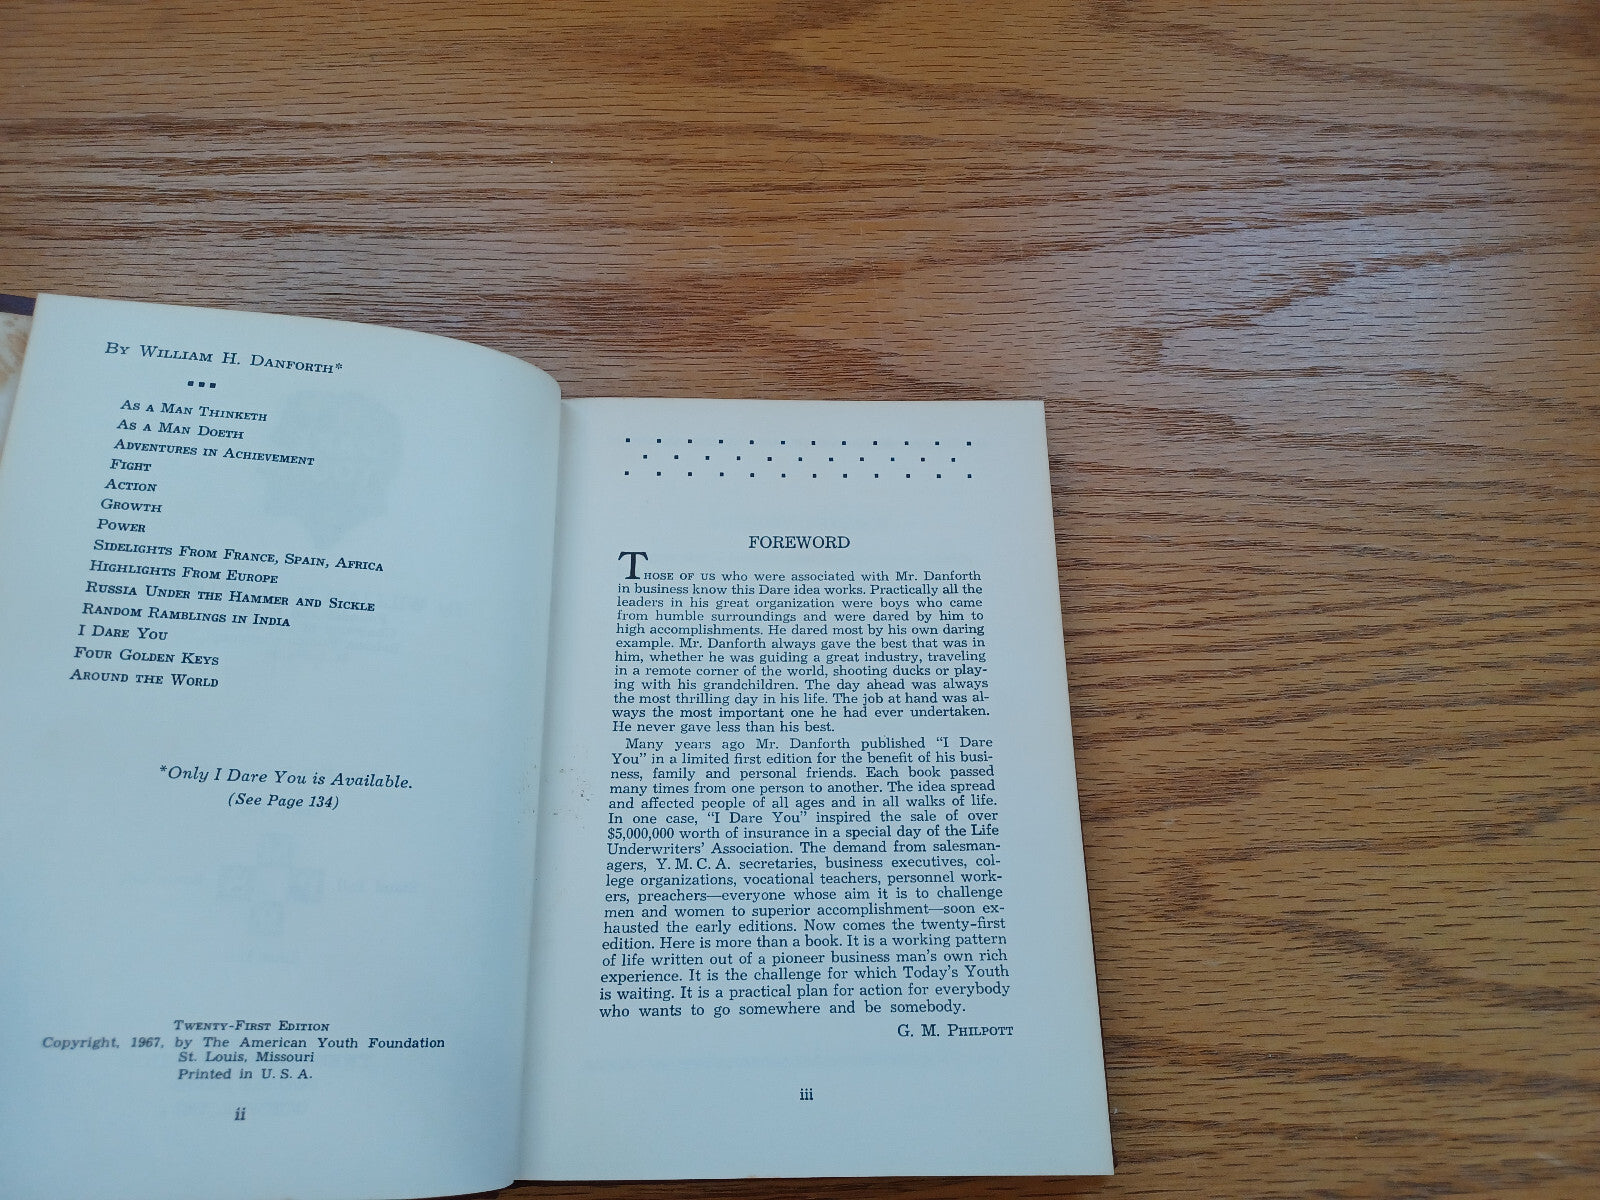 By William H. Danforth*
As a Man Thinketh
As a Man Doeth
Adventures in Achievement
Fight
Action
Growth
Power
Sidelights From France, Spain, Africa
Highlights From Europe
Russia Under the Hammer and Sickle
Random Ramblings in India
I Dare You
Four Golden Keys
Around the World
*Only I Dare You is Available.
(See Page 134)
Twenty-First Edition
Copyright, 1967, by The American Youth Foundation
St. Louis, Missouri
Printed in U. S. A.
ii
FOREWORD
Those of us who were associated with Mr. Danforth
in business know this Dare idea works. Practically all the
leaders in his great organization were boys who came
from humble surroundings and were dared by him to
high accomplishments. He dared most by his own daring
example. Mr. Danforth always gave the best that was in
him, whether he was guiding a great industry, traveling
in a remote corner of the world, shooting ducks or play-
ing with his grandchildren. The day ahead was always
the most thrilling day in his life. The job at hand was al-
ways the most important one he had ever undertaken.
He never gave less than his best.
Many years ago Mr. Danforth published "I Dare
You" in a limited first edition for the benefit of his busi-
ness, family and personal friends. Each book passed
many times from one person to another. The idea spread
and affected people of all ages and in all walks of life.
In one case, "I Dare You" inspired the sale of over
$5,000,000 worth of insurance in a special day of the Life
Underwriters' Association. The demand from salesman-
agers, Y. M. C. A. secretaries, business executives, col-
lege organizations, vocational teachers, personnel work-
ers, preachers—everyone whose aim it is to challenge
men and women to superior accomplishment—soon ex-
hausted the early editions. Now comes the twenty-first
edition. Here is more than a book. It is a working pattern
of life written out of a pioneer business man's own rich
experience. It is the challenge for which Today's Youth
is waiting. It is a practical plan for action for everybody
who wants to go somewhere and be somebody.
G. M. Philpott
iii